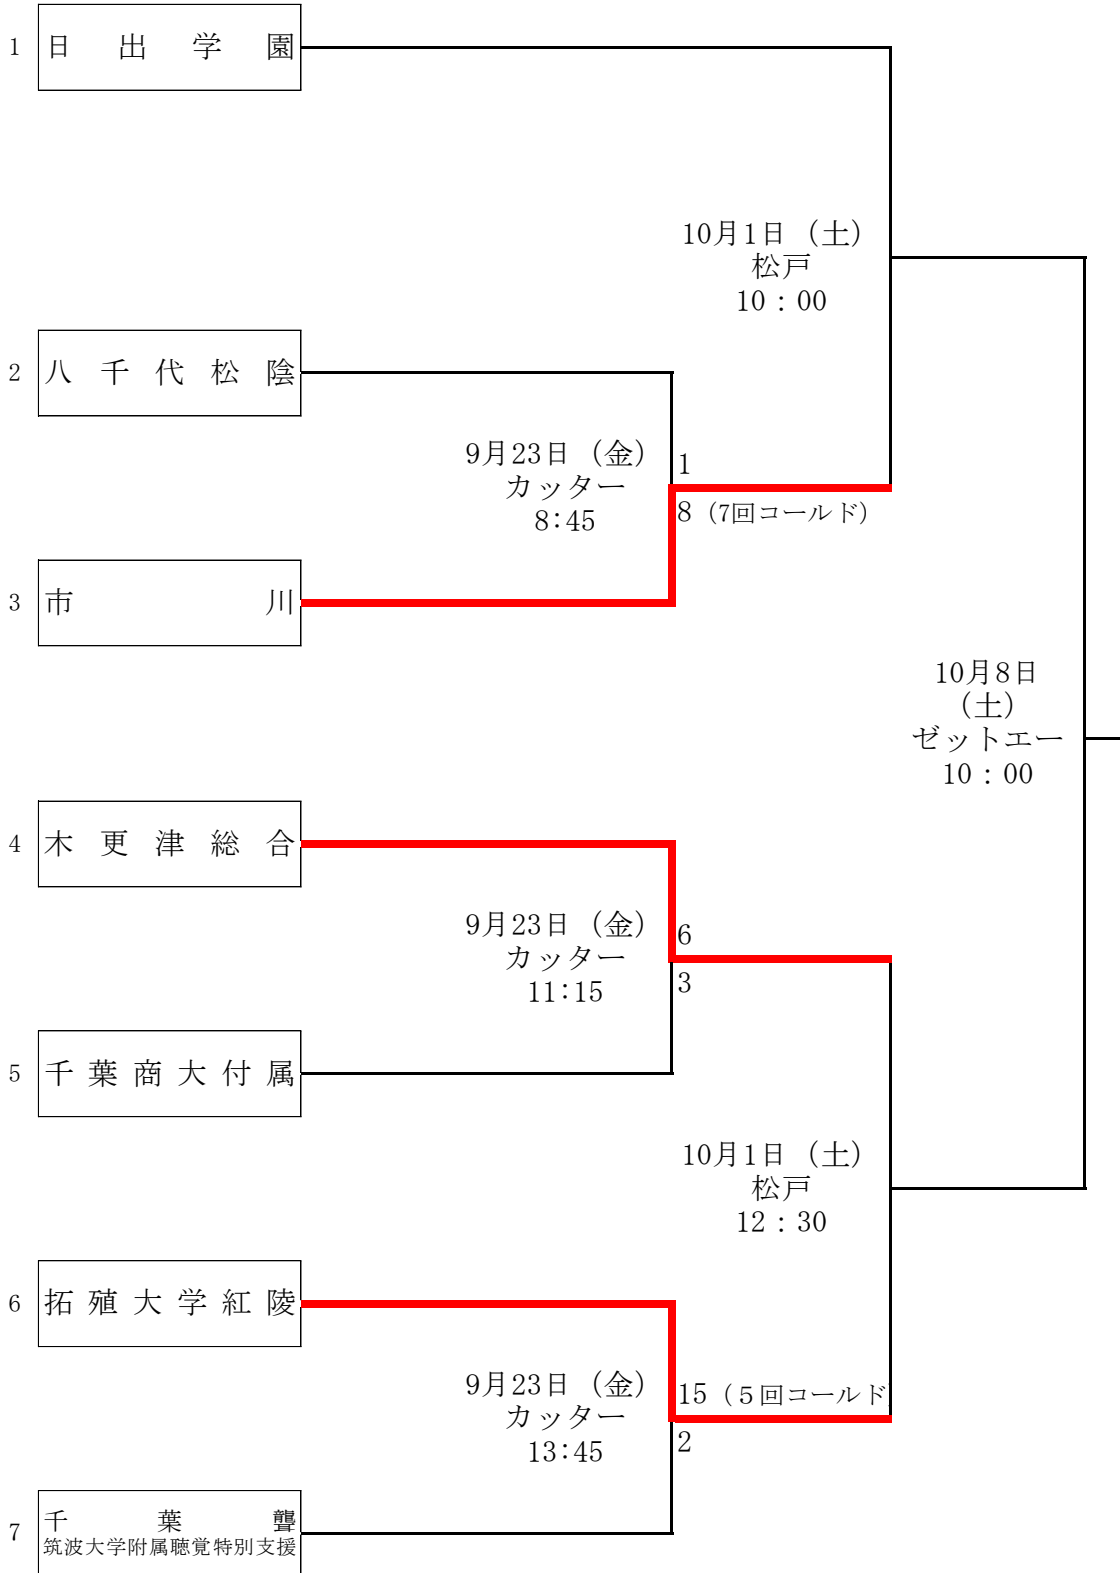 1 日出学園
10月1日（土）
松戸
10：00
2 八千代松陰
9月23日（金）
カッター
8:45
1
8（7回コールド）
3 市川
10月8日
（土）
ゼットエー
10：00
4 木更津総合
9月23日（金）
カッター
11:15
6
3
5 千葉商大付属
10月1日（土）
松戸
12：30
6 拓殖大学紅陵
9月23日（金）
カッター
13:45
15（５回コールド
2
7 千葉聾
筑波大学附属聴覚特別支援